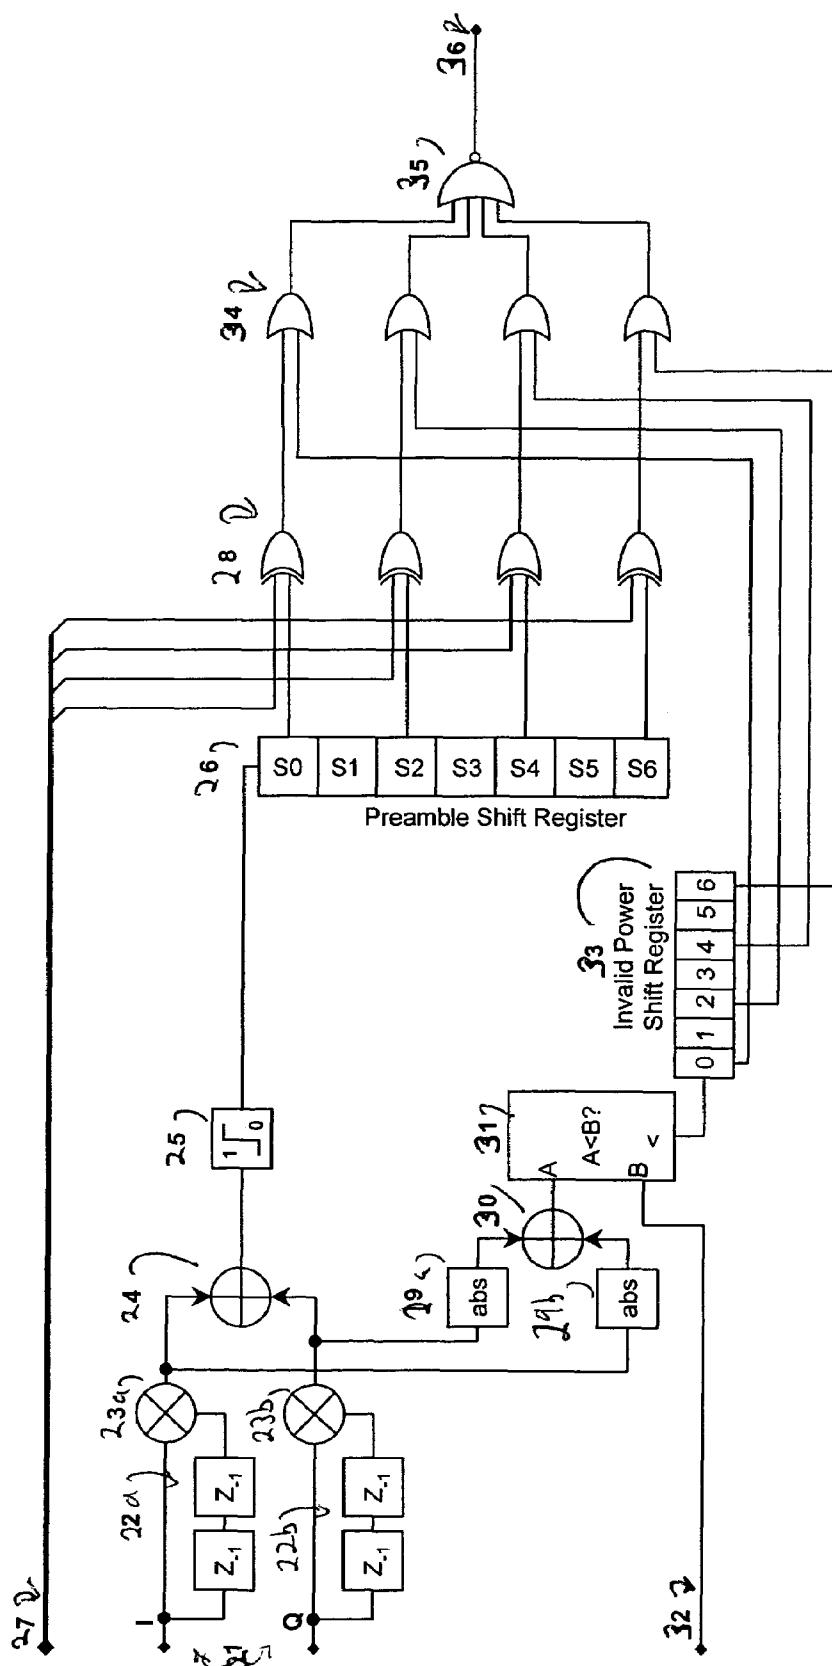 36
35
34
28
26
S0 S1 S2 S3 S4 S5 S6
Preamble Shift Register
33
Invalid Power
Shift Register
0 1 2 3 4 5 6
25
1
0
31
A<B?
<
A
B
30
24
29a
abs
29b
abs
23a
23b
22a
Z-1
Z-1
22b
Z-1
Z-1
27
I
21
Q
32